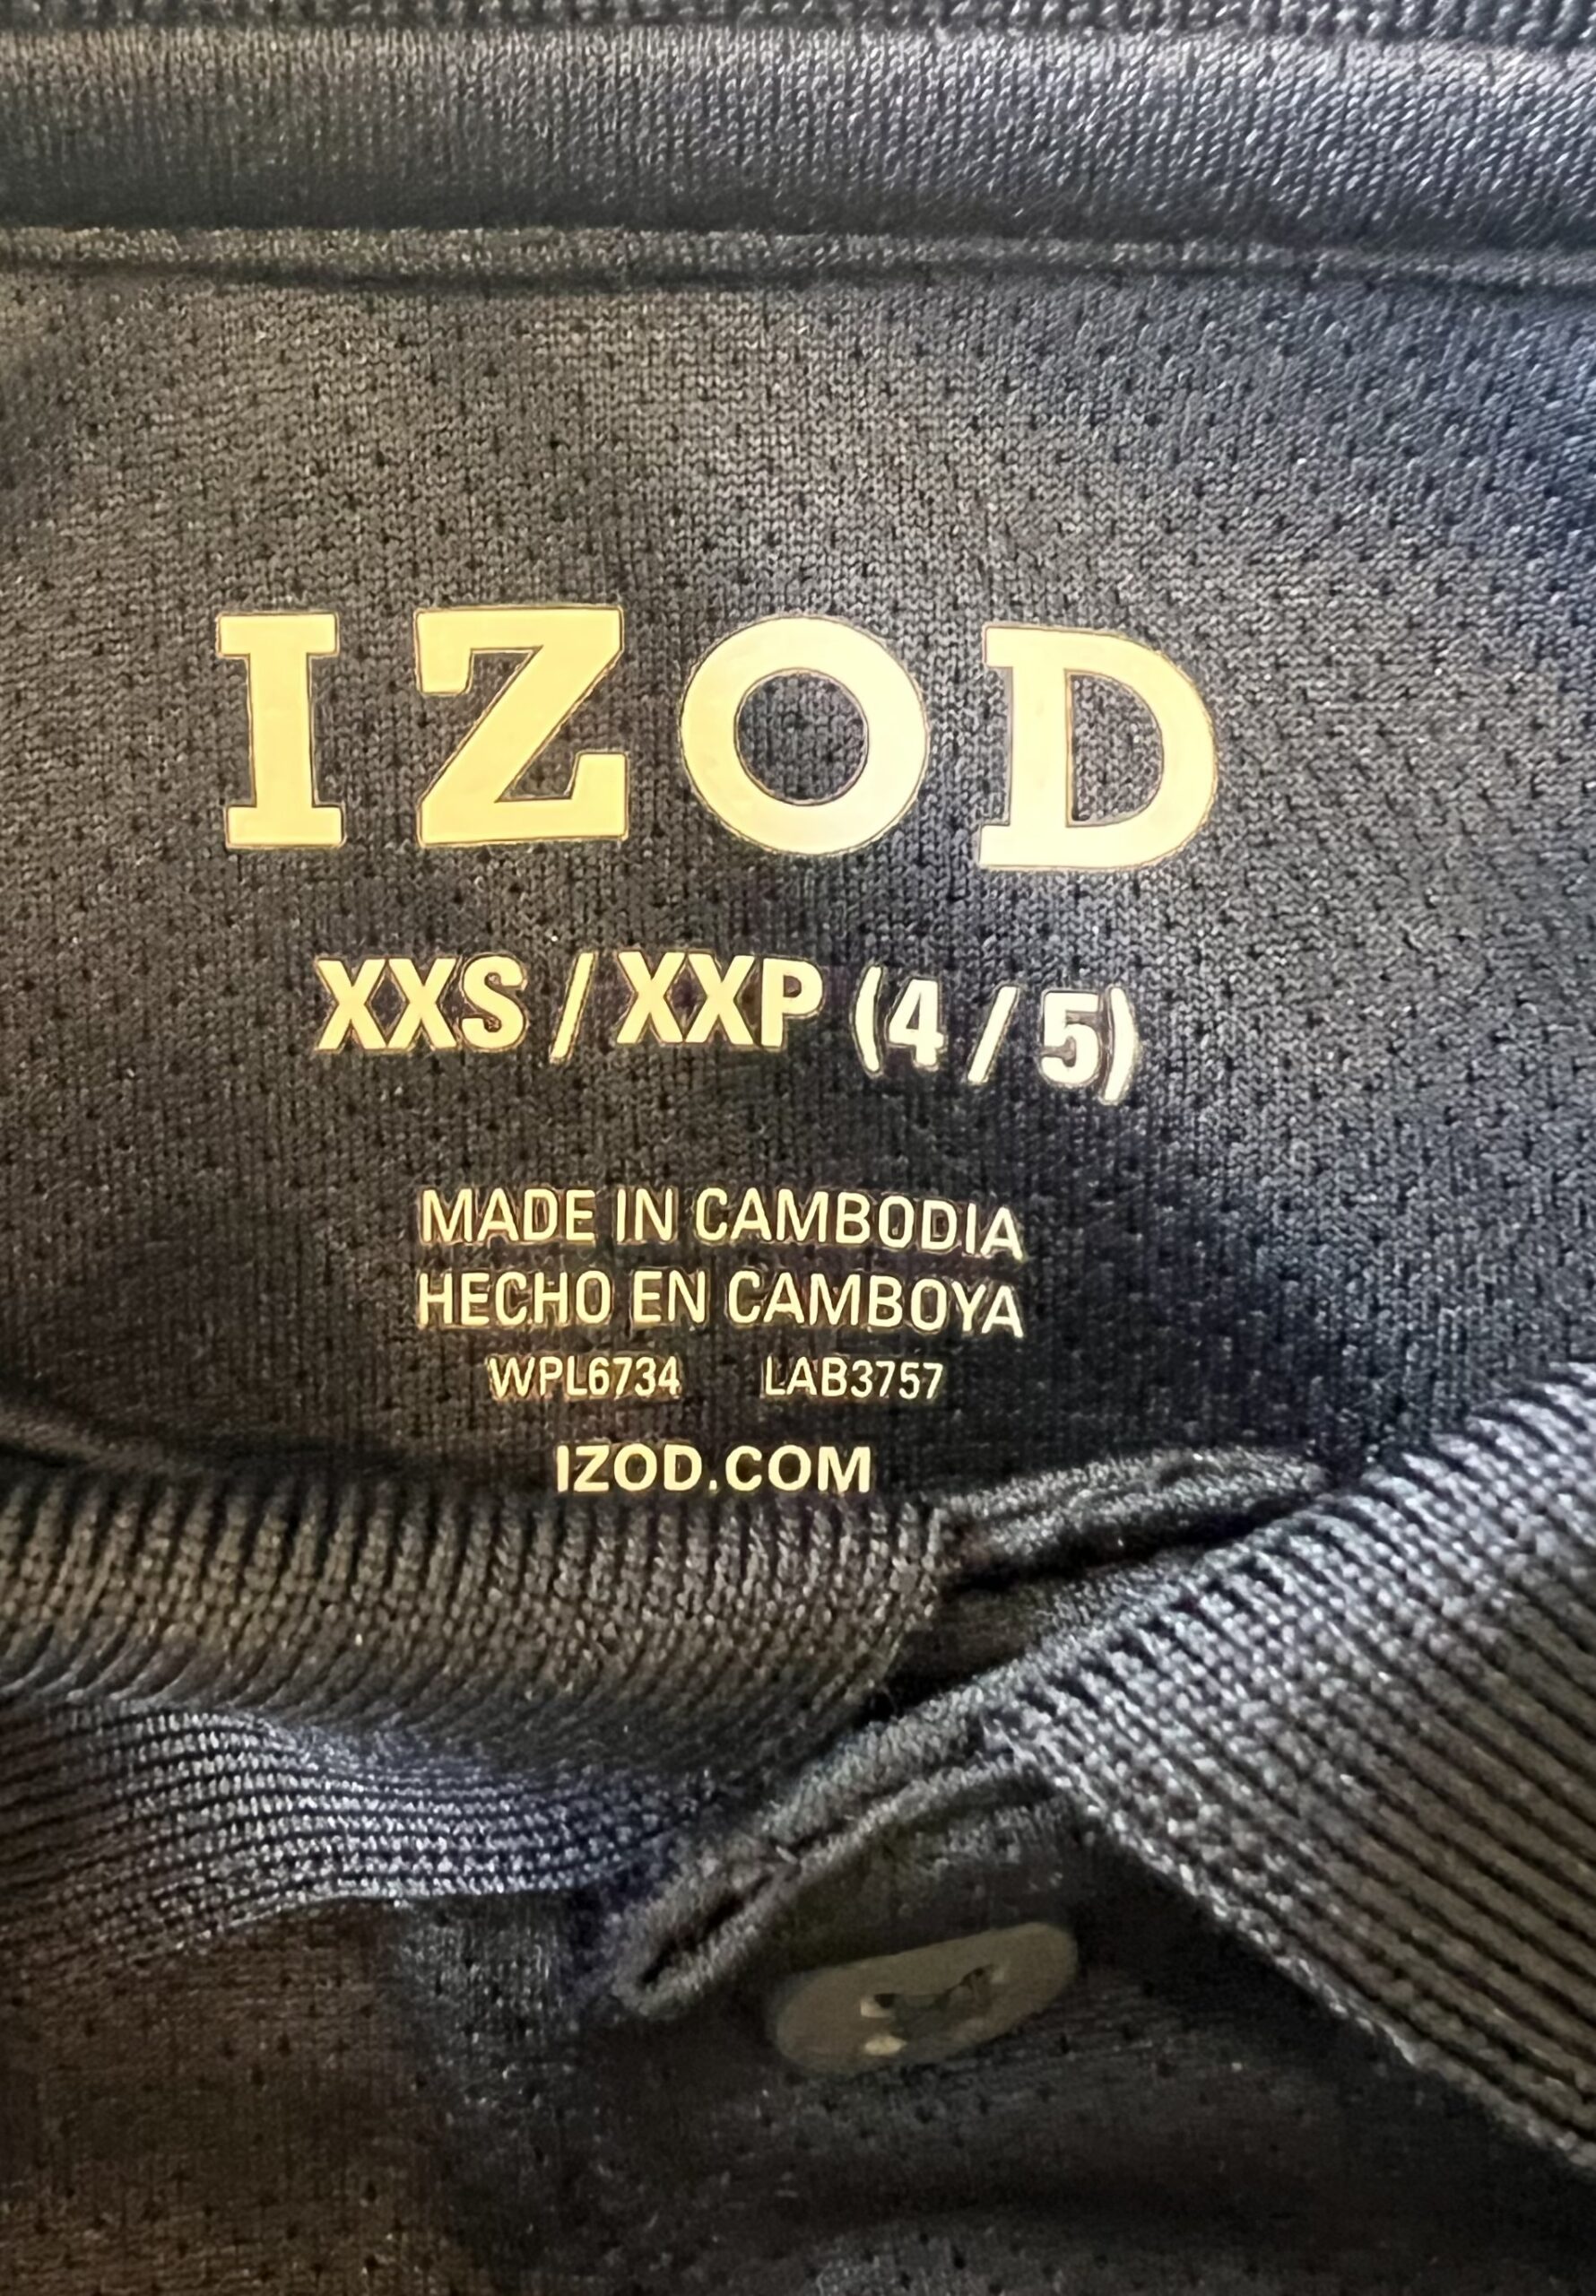 IZOD
XXS / XXP (4 / 5)
MADE IN CAMBODIA
HECHO EN CAMBOYA
WPL6734 LAB3757
IZOD.COM